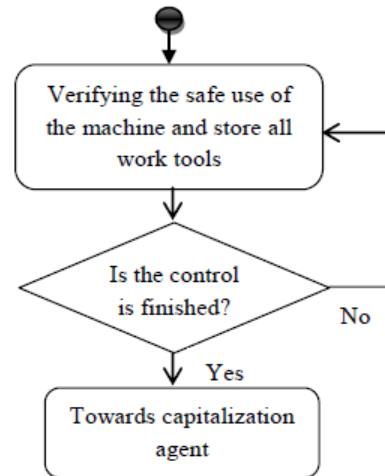 Verifying the safe use of
the machine and store all
work tools
Is the control
is finished?
No
Yes
Towards capitalization
agent